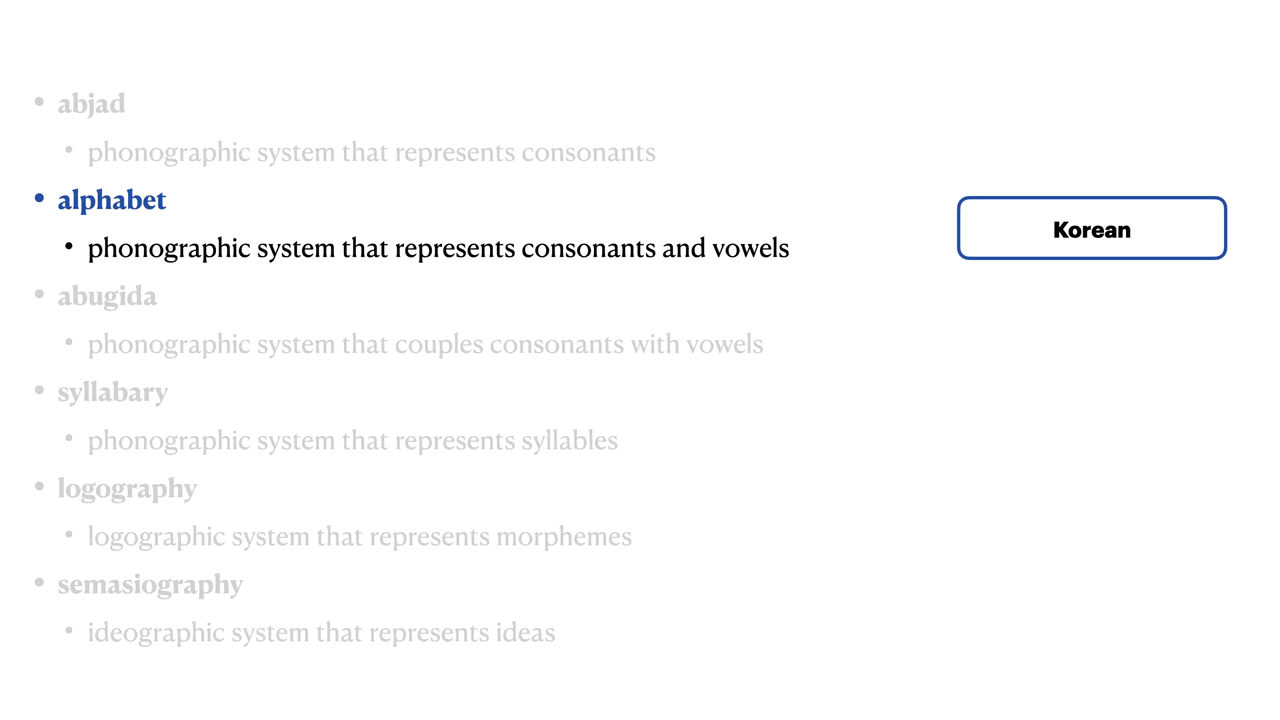 • abjad
• phonographic system that represents consonants
• alphabet
• phonographic system that represents consonants and vowels
Korean
• abugida
• phonographic system that couples consonants with vowels
• syllabary
• phonographic system that represents syllables
• logography
• logographic system that represents morphemes
• semasiography
• ideographic system that represents ideas